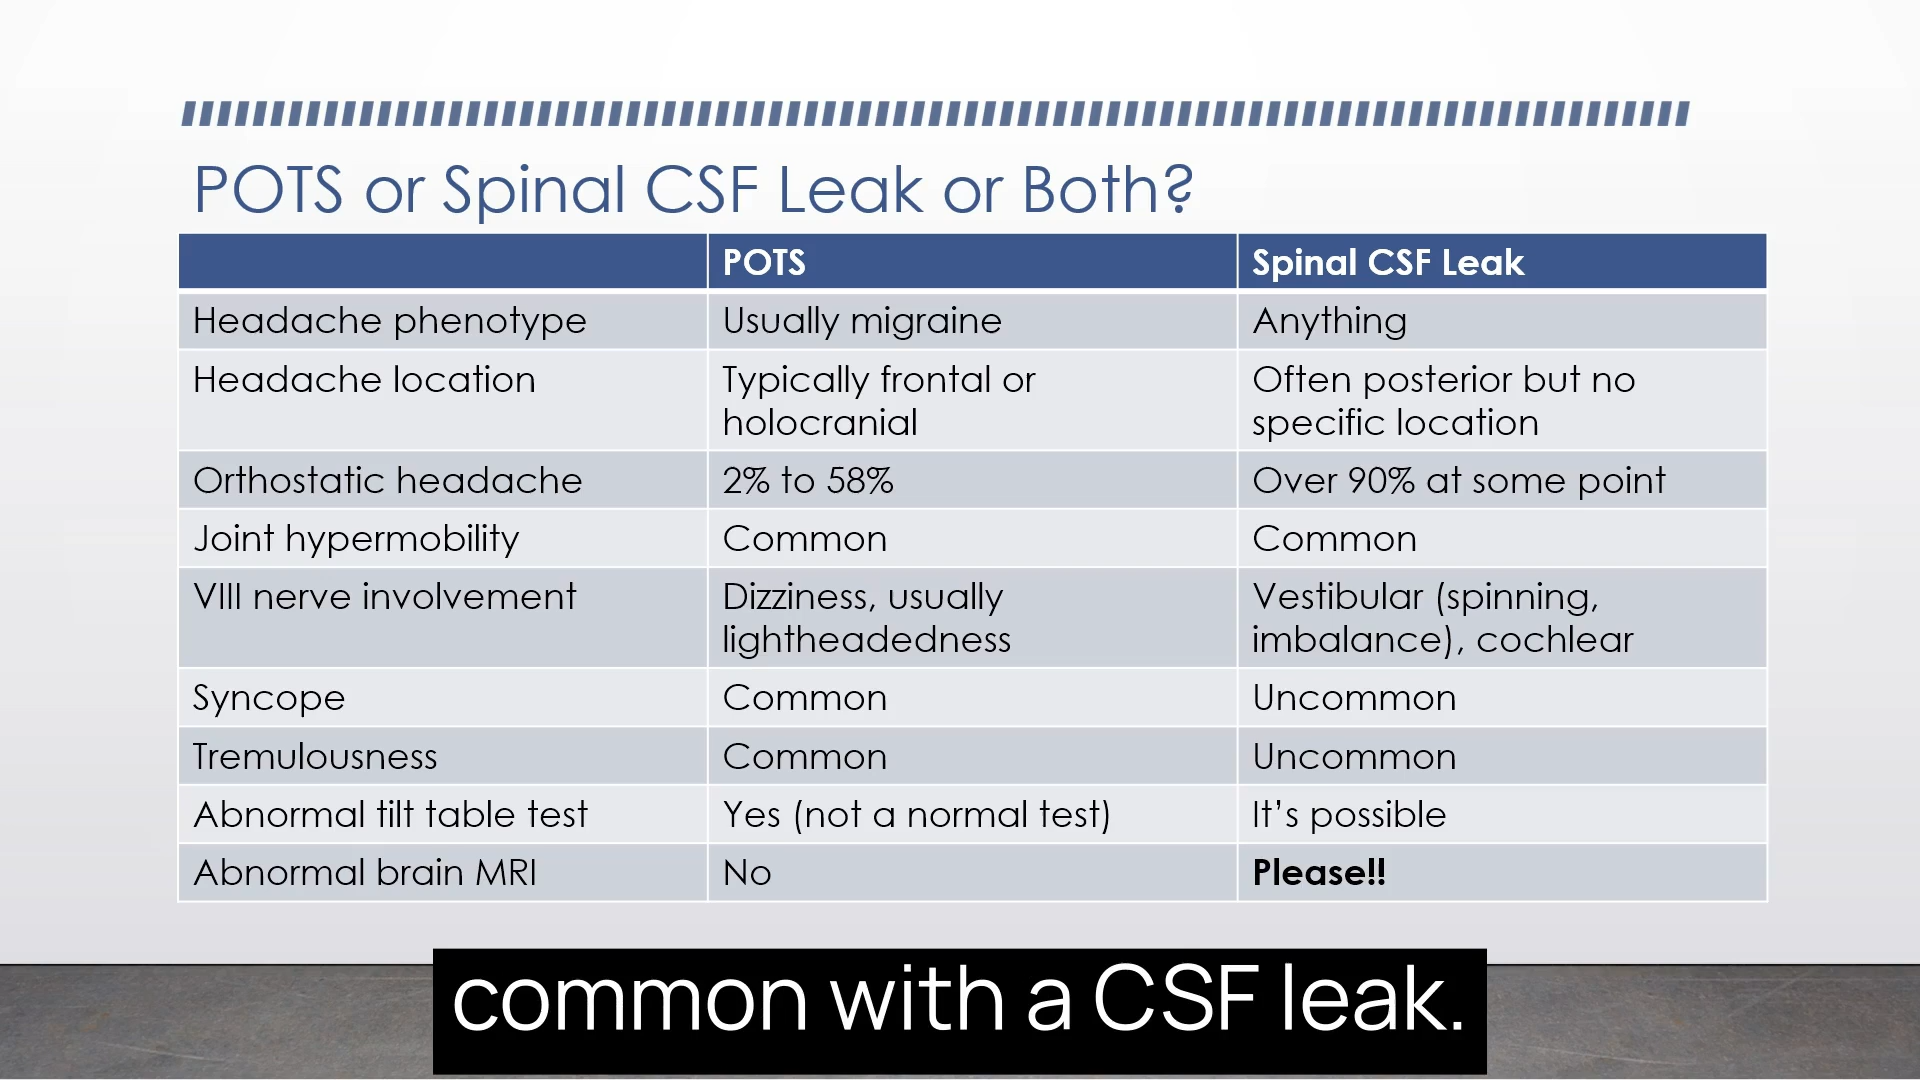 POTS or Spinal CSF Leak or Both?
POTS
Spinal CSF Leak
Headache phenotype
Usually migraine
Anything
Headache location
Typically frontal or
holocranial
Often posterior but no
specific location
Orthostatic headache
2% to 58%
Over 90% at some point
Joint hypermobility
Common
Common
VIII nerve involvement
Dizziness, usually
lightheadedness
Vestibular (spinning,
imbalance), cochlear
Syncope
Common
Uncommon
Tremulousness
Common
Uncommon
Abnormal tilt table test
Yes (not a normal test)
It’s possible
Abnormal brain MRI
No
Please!!
common with a CSF leak.